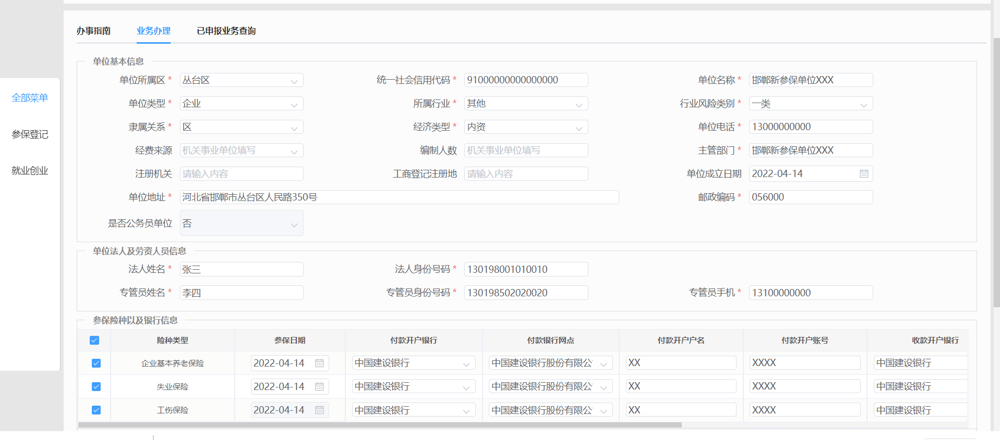 办事指南 业务办理 已申报业务查询
全部菜单
参保登记
就业创业
单位基本信息
单位所属区 * 丛台区 统一社会信用代码 * 91000000000000000 单位名称 * 邯郸新参保单位XXX
单位类型 * 企业 所属行业 * 其他 行业风险类别 * 一类
隶属关系 * 区 经济类型 * 内资 单位电话 * 13000000000
经费来源 机关事业单位填写 编制人数 机关事业单位填写 主管部门 * 邯郸新参保单位XXX
注册机关 请输入内容 工商登记注册地 请输入内容 单位成立日期 2022-04-14
单位地址 * 河北省邯郸市丛台区人民路350号 邮政编码 * 056000
是否公务员单位 否
单位法人及劳资人员信息
法人姓名 * 张三 法人身份号码 * 130198001010010
专管员姓名 * 李四 专管员身份号码 * 130198502020020 专管员手机 * 13100000000
参保险种以及银行信息
险种类型 参保日期 付款开户银行 付款银行网点 付款开户户名 付款开户账号 收款开户银行
企业基本养老保险 2022-04-14 中国建设银行 中国建设银行股份有限公 XX XXXX 中国建设银行
失业保险 2022-04-14 中国建设银行 中国建设银行股份有限公 XX XXXX 中国建设银行
工伤保险 2022-04-14 中国建设银行 中国建设银行股份有限公 XX XXXX 中国建设银行